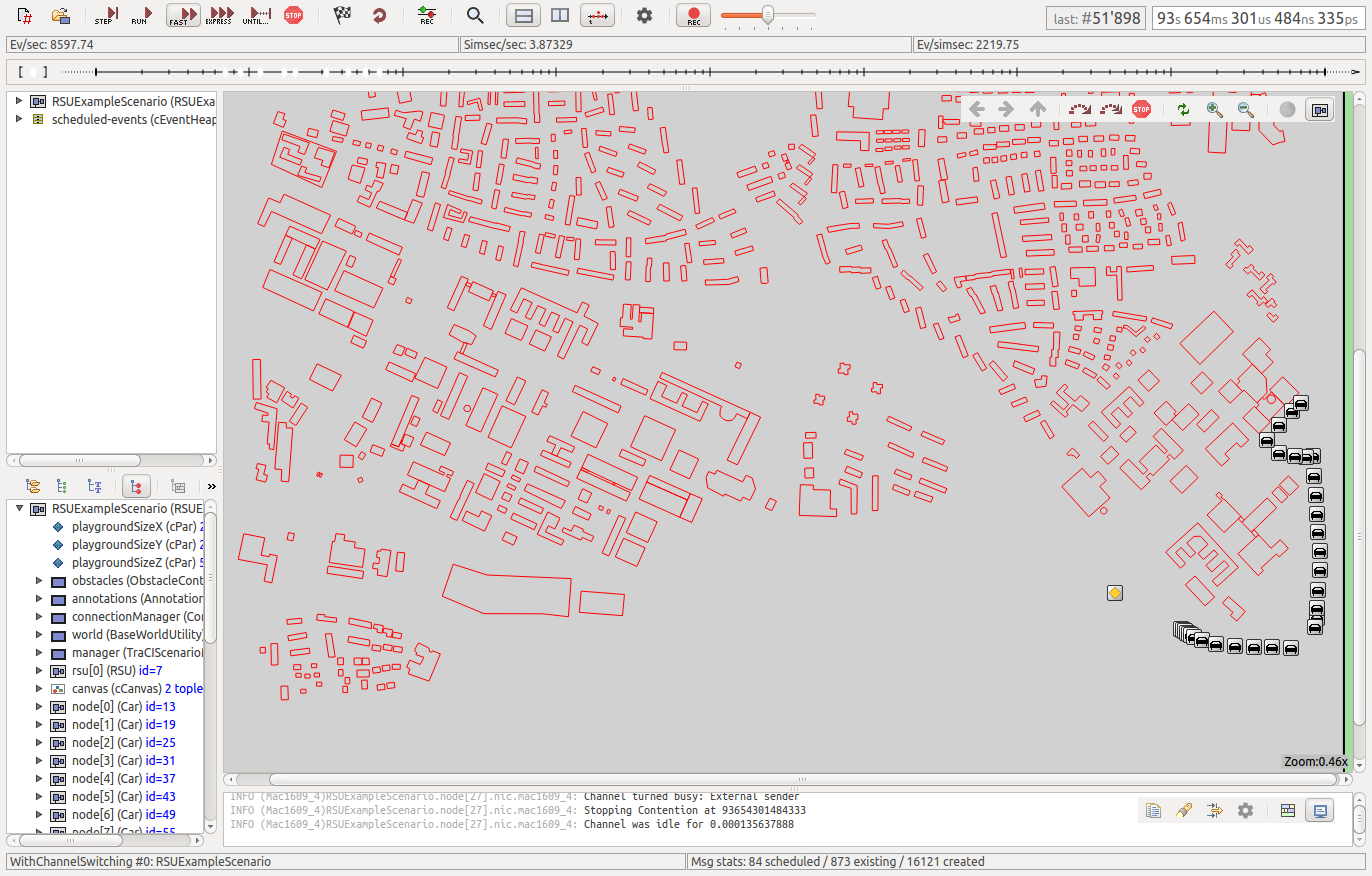 STEP RUN FAST EXPRESS UNTIL... STOP REC REC last: #51'898 93s 654ms 301us 484ns 335ps
Ev/sec: 8597.74 Simsec/sec: 3.87329 Ev/simsec: 2219.75
RSUExampleScenario (RSUExa
scheduled-events (cEventHeap
STOP
»
RSUExampleScenario (RSUE
playgroundSizeX (cPar) 2
playgroundSizeY (cPar) 2
playgroundSizeZ (cPar) 5
obstacles (ObstacleCont
annotations (Annotation
connectionManager (Cor
world (BaseWorldUtility)
manager (TraCIScenarioM
rsu[0] (RSU) id=7
canvas (cCanvas) 2 tople
node[0] (Car) id=13
node[1] (Car) id=19
node[2] (Car) id=25
node[3] (Car) id=31
node[4] (Car) id=37
node[5] (Car) id=43
node[6] (Car) id=49
node[7] (Car) id=55
Zoom:0.46x
INFO (Mac1609_4)RSUExampleScenario.node[27].nic.mac1609_4: Channel turned busy: External sender
INFO (Mac1609_4)RSUExampleScenario.node[27].nic.mac1609_4: Stopping Contention at 93654301484333
INFO (Mac1609_4)RSUExampleScenario.node[27].nic.mac1609_4: Channel was idle for 0.000135637888
WithChannelSwitching #0: RSUExampleScenario Msg stats: 84 scheduled / 873 existing / 16121 created